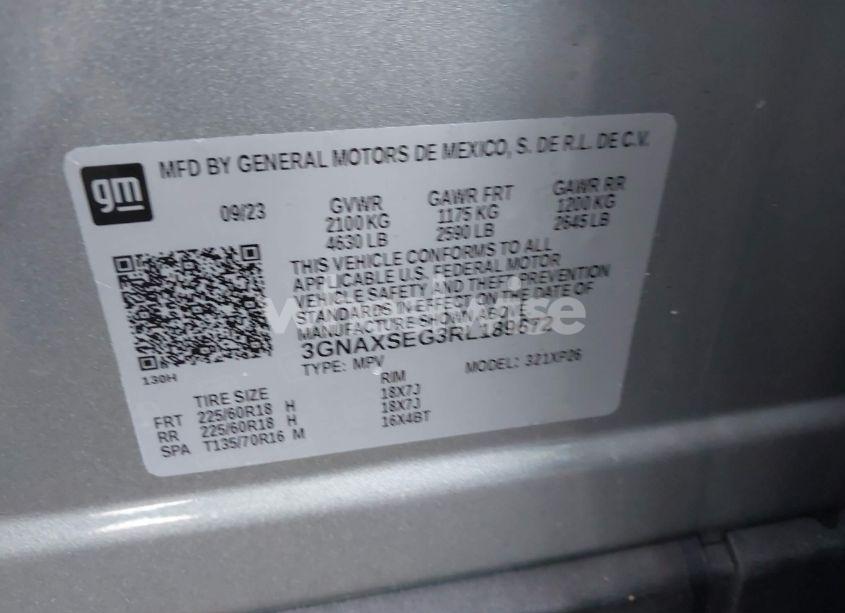 gm
MFD BY GENERAL MOTORS DE MEXICO, S. DE R.L. DE C.V.
09/23 GVWR GAWR FRT GAWR RR
2100 KG 1175 KG 1200 KG
4630 LB 2590 LB 2645 LB
THIS VEHICLE CONFORMS TO ALL
APPLICABLE U.S. FEDERAL MOTOR
VEHICLE SAFETY AND THEFT PREVENTION
STANDARDS IN EFFECT ON THE DATE OF
MANUFACTURE SHOWN ABOVE.
3GNAXSEG3RL189672
TYPE: MPV MODEL: 321XP26
130H
TIRE SIZE RIM
FRT 225/60R18 H 18X7J
RR 225/60R18 H 18X7J
SPA T135/70R16 M 16X4BT